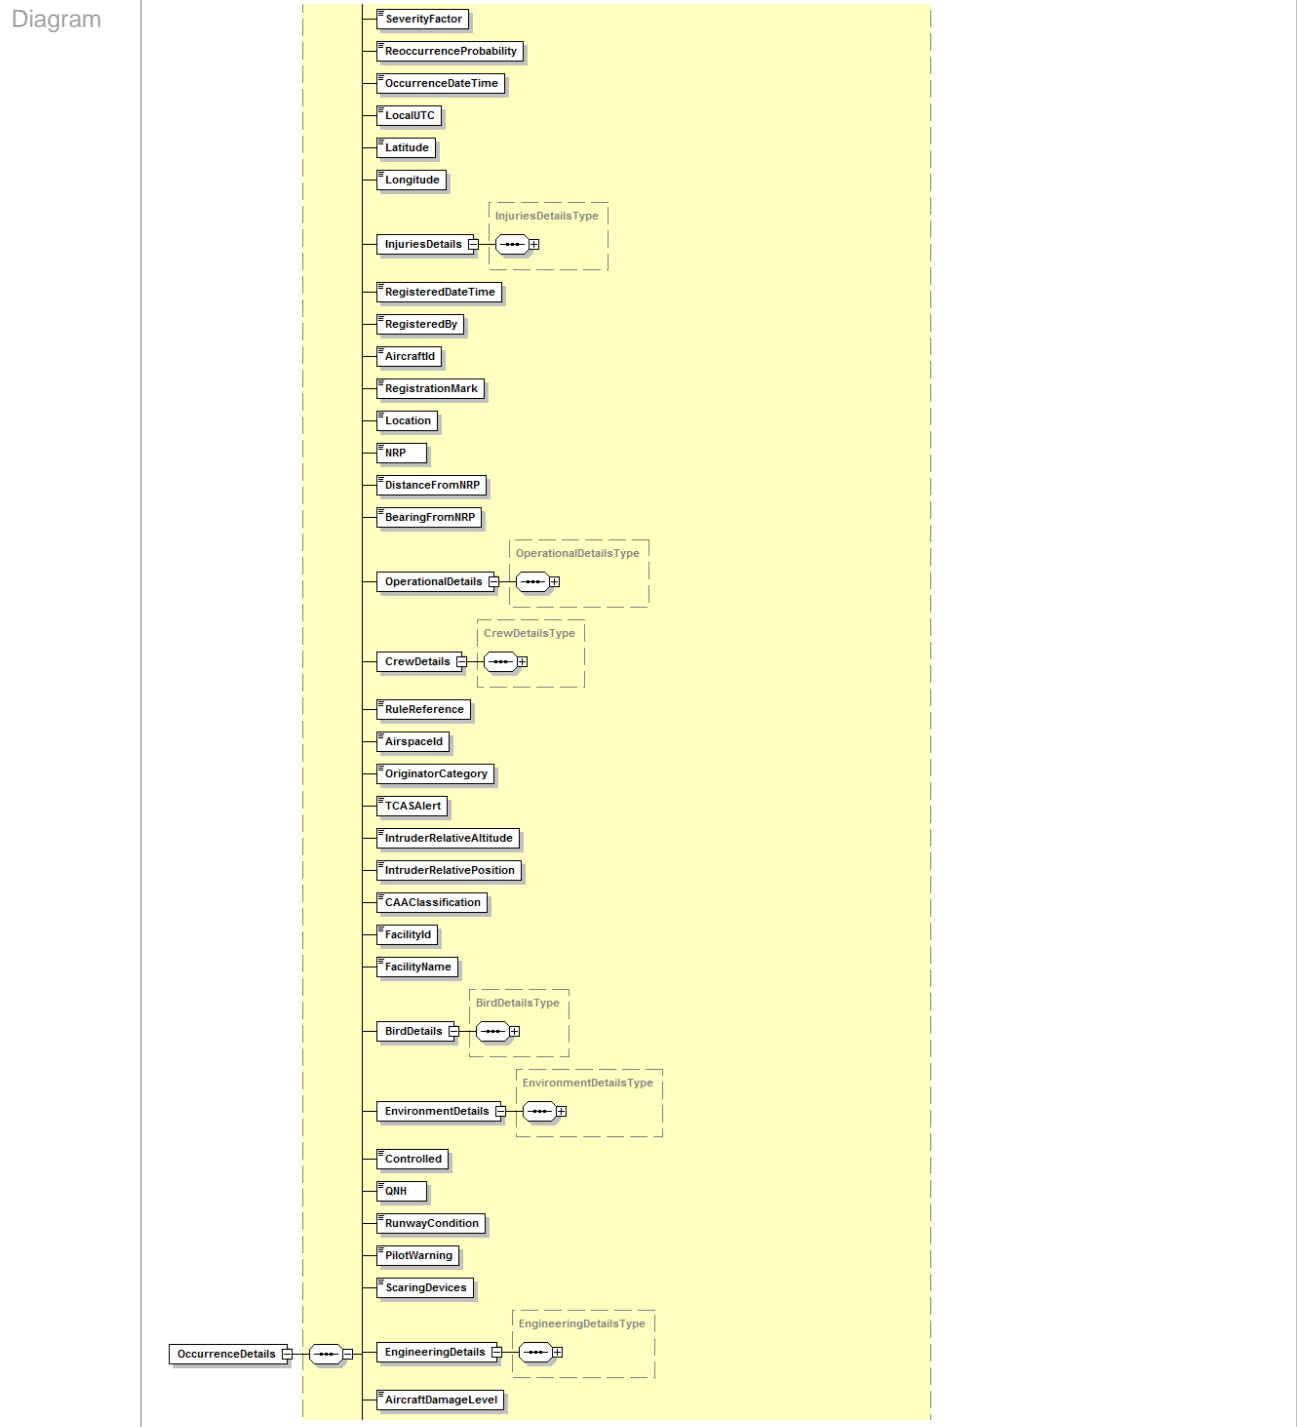 Diagram
SeverityFactor
ReoccurrenceProbability
OccurrenceDateTime
LocalUTC
Latitude
Longitude
InjuriesDetailsType
InjuriesDetails
RegisteredDateTime
RegisteredBy
AircraftId
RegistrationMark
Location
NRP
DistanceFromNRP
BearingFromNRP
OperationalDetailsType
OperationalDetails
CrewDetailsType
CrewDetails
RuleReference
AirspaceId
OriginatorCategory
TCASAlert
IntruderRelativeAltitude
IntruderRelativePosition
CAAClassification
FacilityId
FacilityName
BirdDetailsType
BirdDetails
EnvironmentDetailsType
EnvironmentDetails
Controlled
QNH
RunwayCondition
PilotWarning
ScaringDevices
EngineeringDetailsType
OccurrenceDetails
EngineeringDetails
AircraftDamageLevel